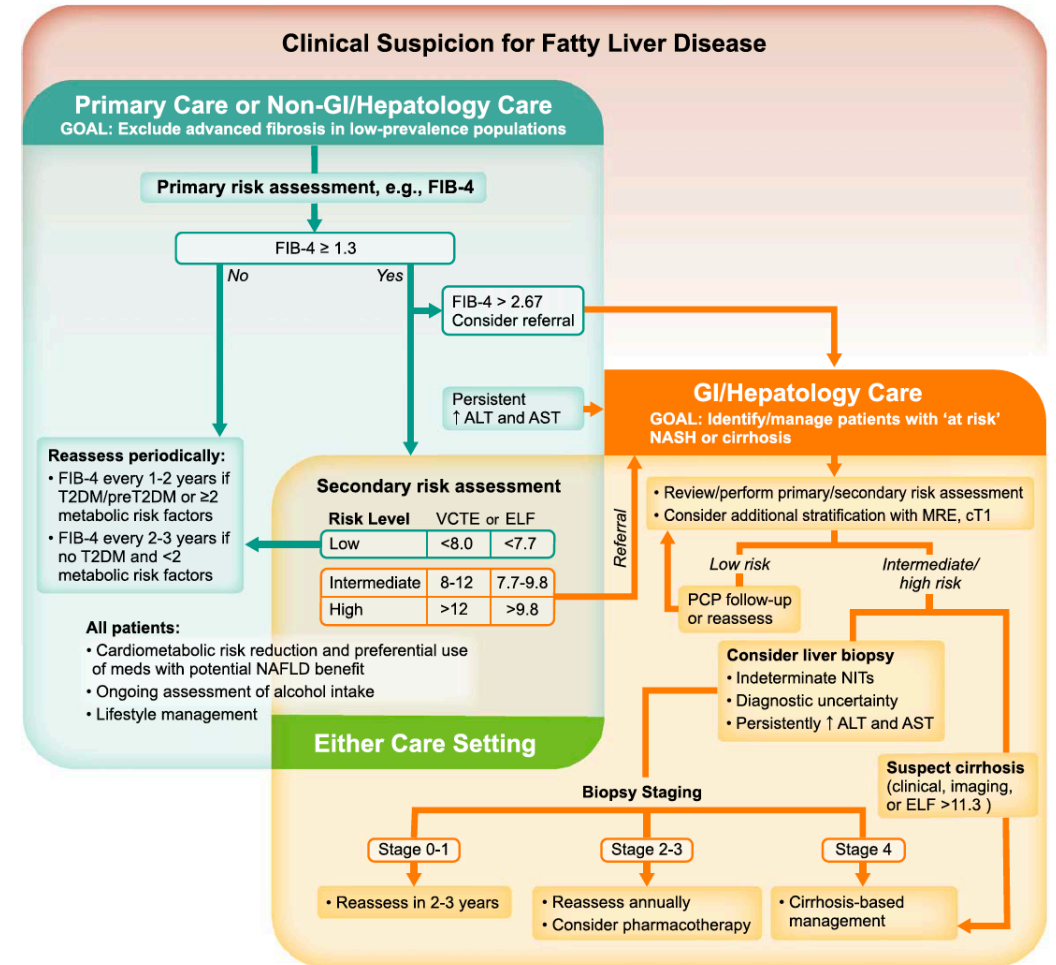 Clinical Suspicion for Fatty Liver Disease
Primary Care or Non-GI/Hepatology Care
GOAL: Exclude advanced fibrosis in low-prevalence populations
Primary risk assessment, e.g., FIB-4
FIB-4 ≥ 1.3
No
Yes
FIB-4 > 2.67
Consider referral
Persistent
↑ ALT and AST
GI/Hepatology Care
GOAL: Identify/manage patients with ‘at risk’
NASH or cirrhosis
Reassess periodically:
• FIB-4 every 1-2 years if
T2DM/preT2DM or ≥2
metabolic risk factors
• FIB-4 every 2-3 years if
no T2DM and <2
metabolic risk factors
Secondary risk assessment
Risk Level VCTE or ELF
Low <8.0 <7.7
Intermediate 8-12 7.7-9.8
High >12 >9.8
Referral
• Review/perform primary/secondary risk assessment
• Consider additional stratification with MRE, cT1
Low risk
Intermediate/
high risk
PCP follow-up
or reassess
All patients:
• Cardiometabolic risk reduction and preferential use
of meds with potential NAFLD benefit
• Ongoing assessment of alcohol intake
• Lifestyle management
Consider liver biopsy
• Indeterminate NITs
• Diagnostic uncertainty
• Persistently ↑ ALT and AST
Either Care Setting
Suspect cirrhosis
(clinical, imaging,
or ELF >11.3 )
Biopsy Staging
Stage 0-1
Stage 2-3
Stage 4
• Reassess in 2-3 years
• Reassess annually
• Consider pharmacotherapy
• Cirrhosis-based
management